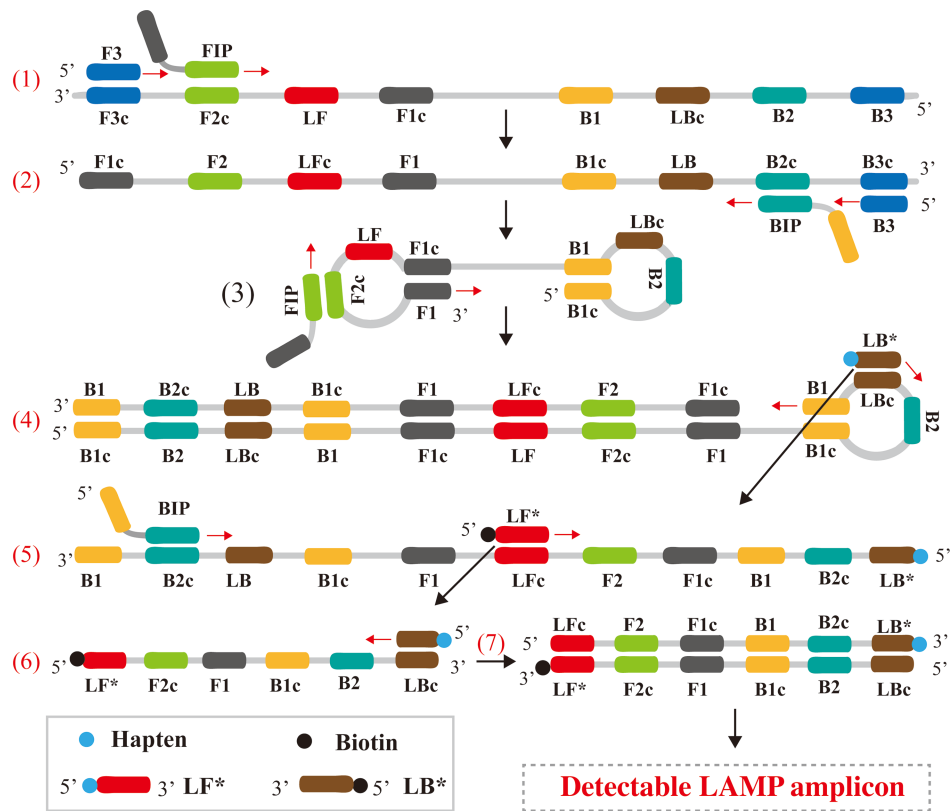 F3 FIP
(1) 5’
3’ 5’
F3c F2c LF F1c B1 LBc B2 B3
F1c F2 LFc F1 B1c LB B2c B3c
5’ 3’
(2)
5’
BIP B3
LF F1c B1 LBc
(3) FIP F2c 5’ B2
F1 3’ B1c
LB*
B1 B2c LB B1c F1 LFc F2 F1c B1 LBc
3’
(4) B2
5’
B1c B2 LBc B1 F1c LF F2c F1 B1c
5’ BIP LF*
5’
(5) 3’ 5’
B1 B2c LB B1c F1 LFc F2 F1c B1 B2c LB*
5’ (7) LFc F2 F1c B1 B2c LB*
5’ 3’
(6) 5’ 3’
3’ 5’
LF* F2c F1 B1c B2 LBc LF* F2c F1 B1c B2 LBc
Hapten Biotin
5’ 3’ LF* 3’ 5’ LB*
Detectable LAMP amplicon